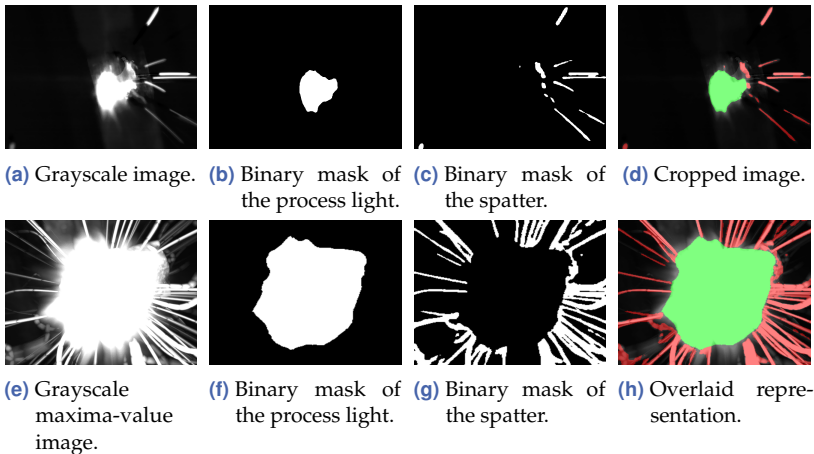 (a) Grayscale image.
(b) Binary mask of
the process light.
(c) Binary mask of
the spatter.
(d) Cropped image.
(e) Grayscale
maxima-value
image.
(f) Binary mask of
the process light.
(g) Binary mask of
the spatter.
(h) Overlaid repre-
sentation.